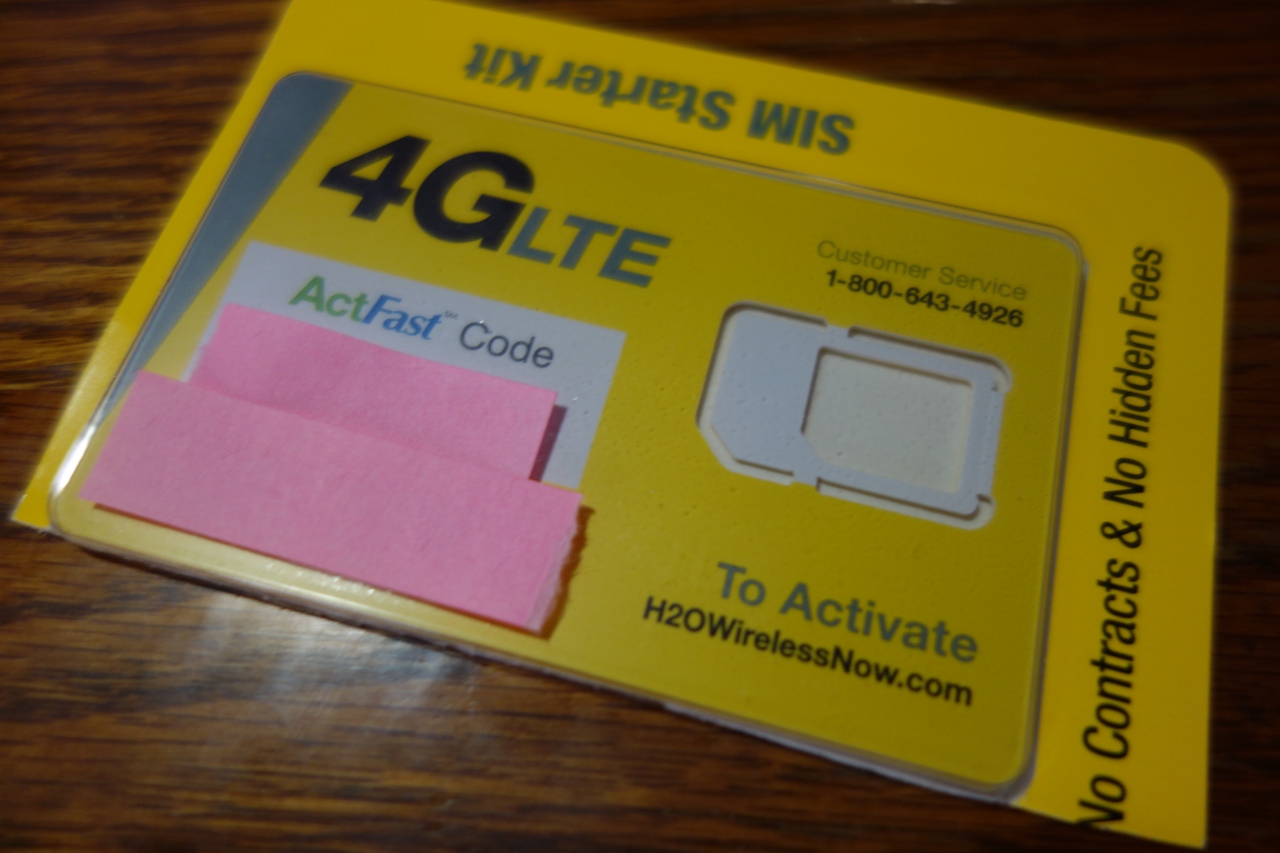 SIM Starter Kit
4GLTE
ActFast℠ Code
Customer Service
1-800-643-4926
To Activate
H2OWirelessNow.com
No Contracts & No Hidden Fees